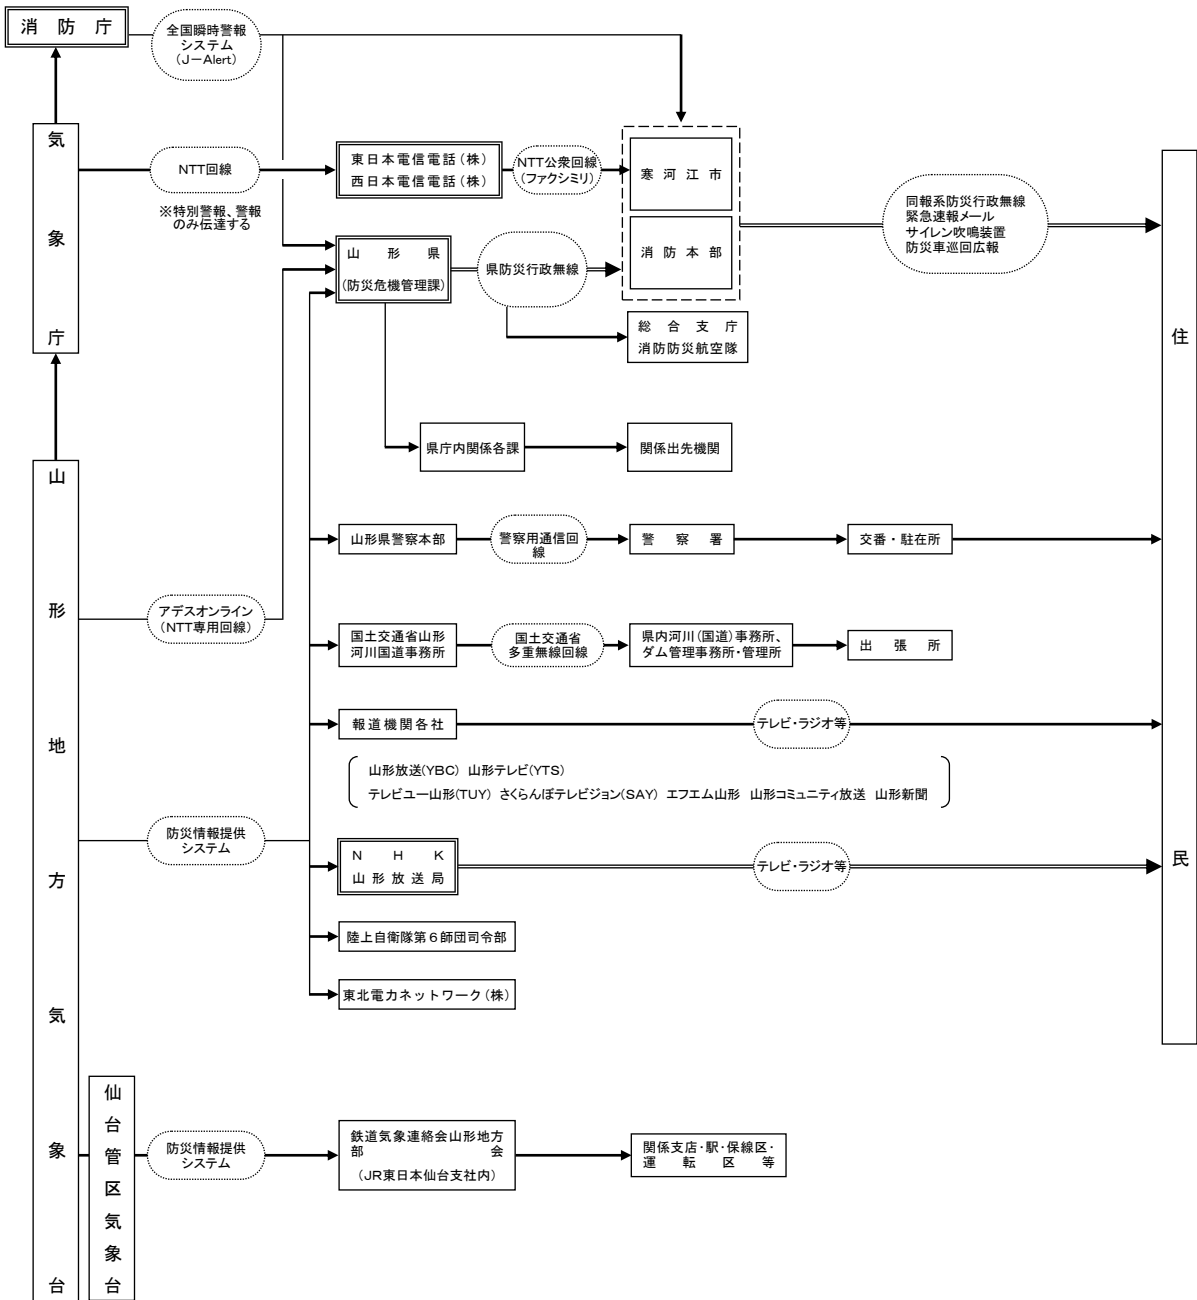 消防庁
全国瞬時警報
システム
(J－Alert)
気象庁
NTT回線
※特別警報、警報
のみ伝達する
東日本電信電話(株)
西日本電信電話(株)
NTT公衆回線
(ファクシミリ)
寒河江市
消防本部
同報系防災行政無線
緊急速報メール
サイレン吹鳴装置
防災車巡回広報
住民
山形県
(防災危機管理課)
県防災行政無線
総合支庁
消防防災航空隊
県庁内関係各課
関係出先機関
山形地方気象台
山形県警察本部
警察用通信回
線
警察署
交番・駐在所
アデスオンライン
(NTT専用回線)
国土交通省山形
河川国道事務所
国土交通省
多重無線回線
県内河川(国道)事務所、
ダム管理事務所・管理所
出張所
報道機関各社
テレビ・ラジオ等
山形放送(YBC) 山形テレビ(YTS)
テレビユー山形(TUY) さくらんぼテレビジョン(SAY) エフエム山形 山形コミュニティ放送 山形新聞
防災情報提供
システム
NHK
山形放送局
テレビ・ラジオ等
陸上自衛隊第６師団司令部
東北電力ネットワーク(株)
仙台管区気象台
防災情報提供
システム
鉄道気象連絡会山形地方
部会
(JR東日本仙台支社内)
関係支店・駅・保線区・
運転区等